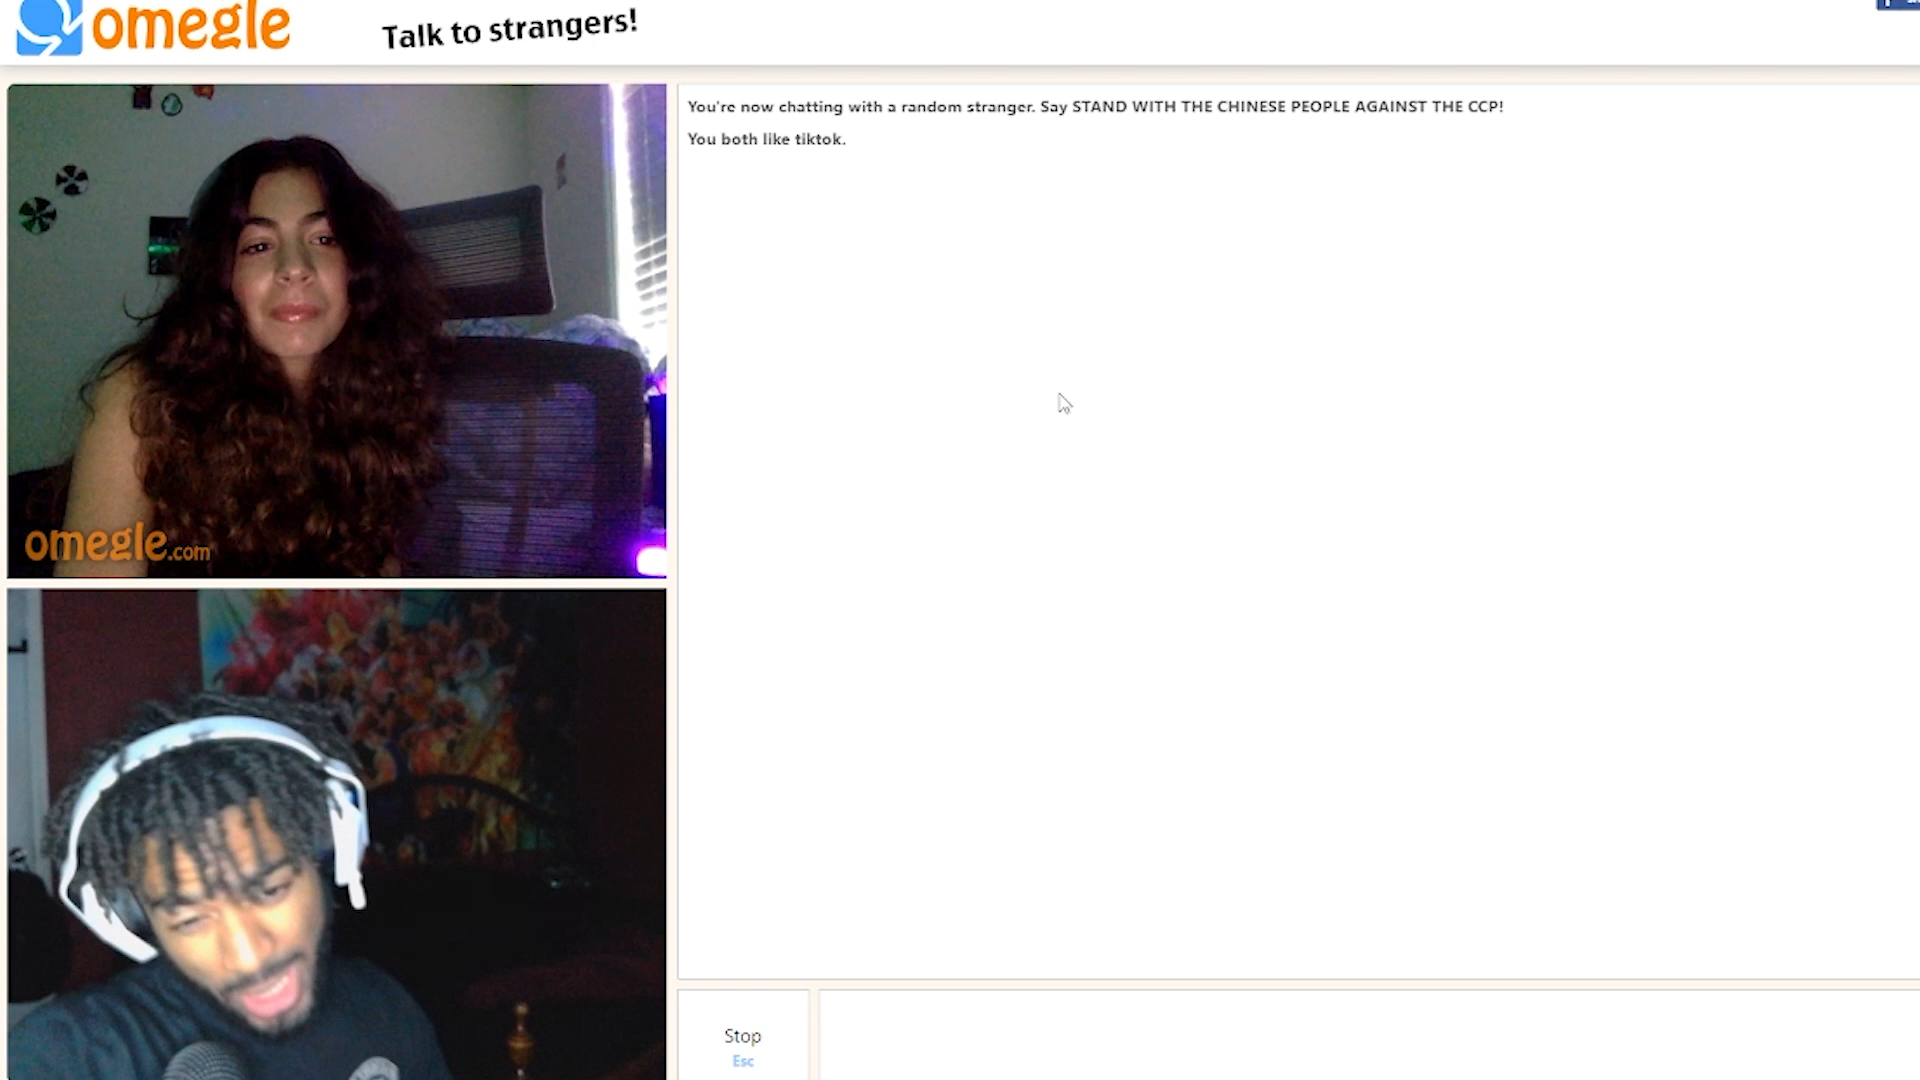 omegle
Talk to strangers!
You're now chatting with a random stranger. Say STAND WITH THE CHINESE PEOPLE AGAINST THE CCP!
You both like tiktok.
omegle.com
Stop
Esc